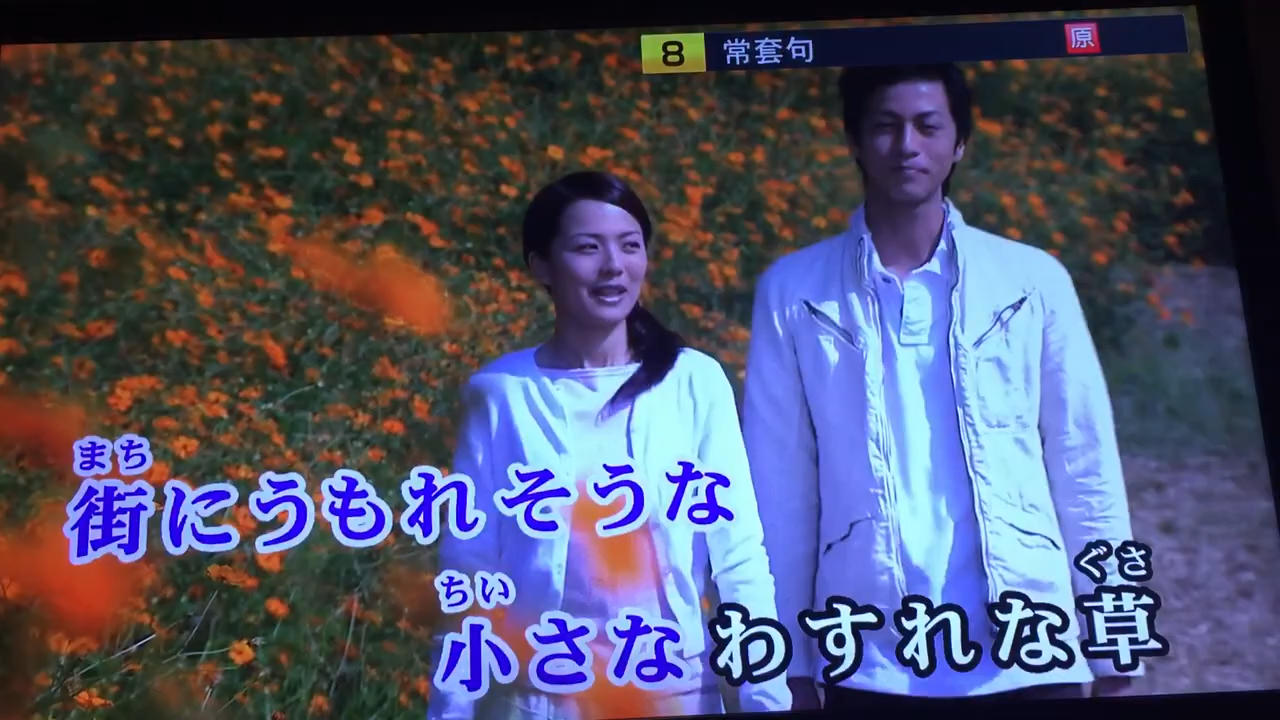 8 常套句 原
まち
街にうもれそうな
ちい ぐさ
小さなわすれな草